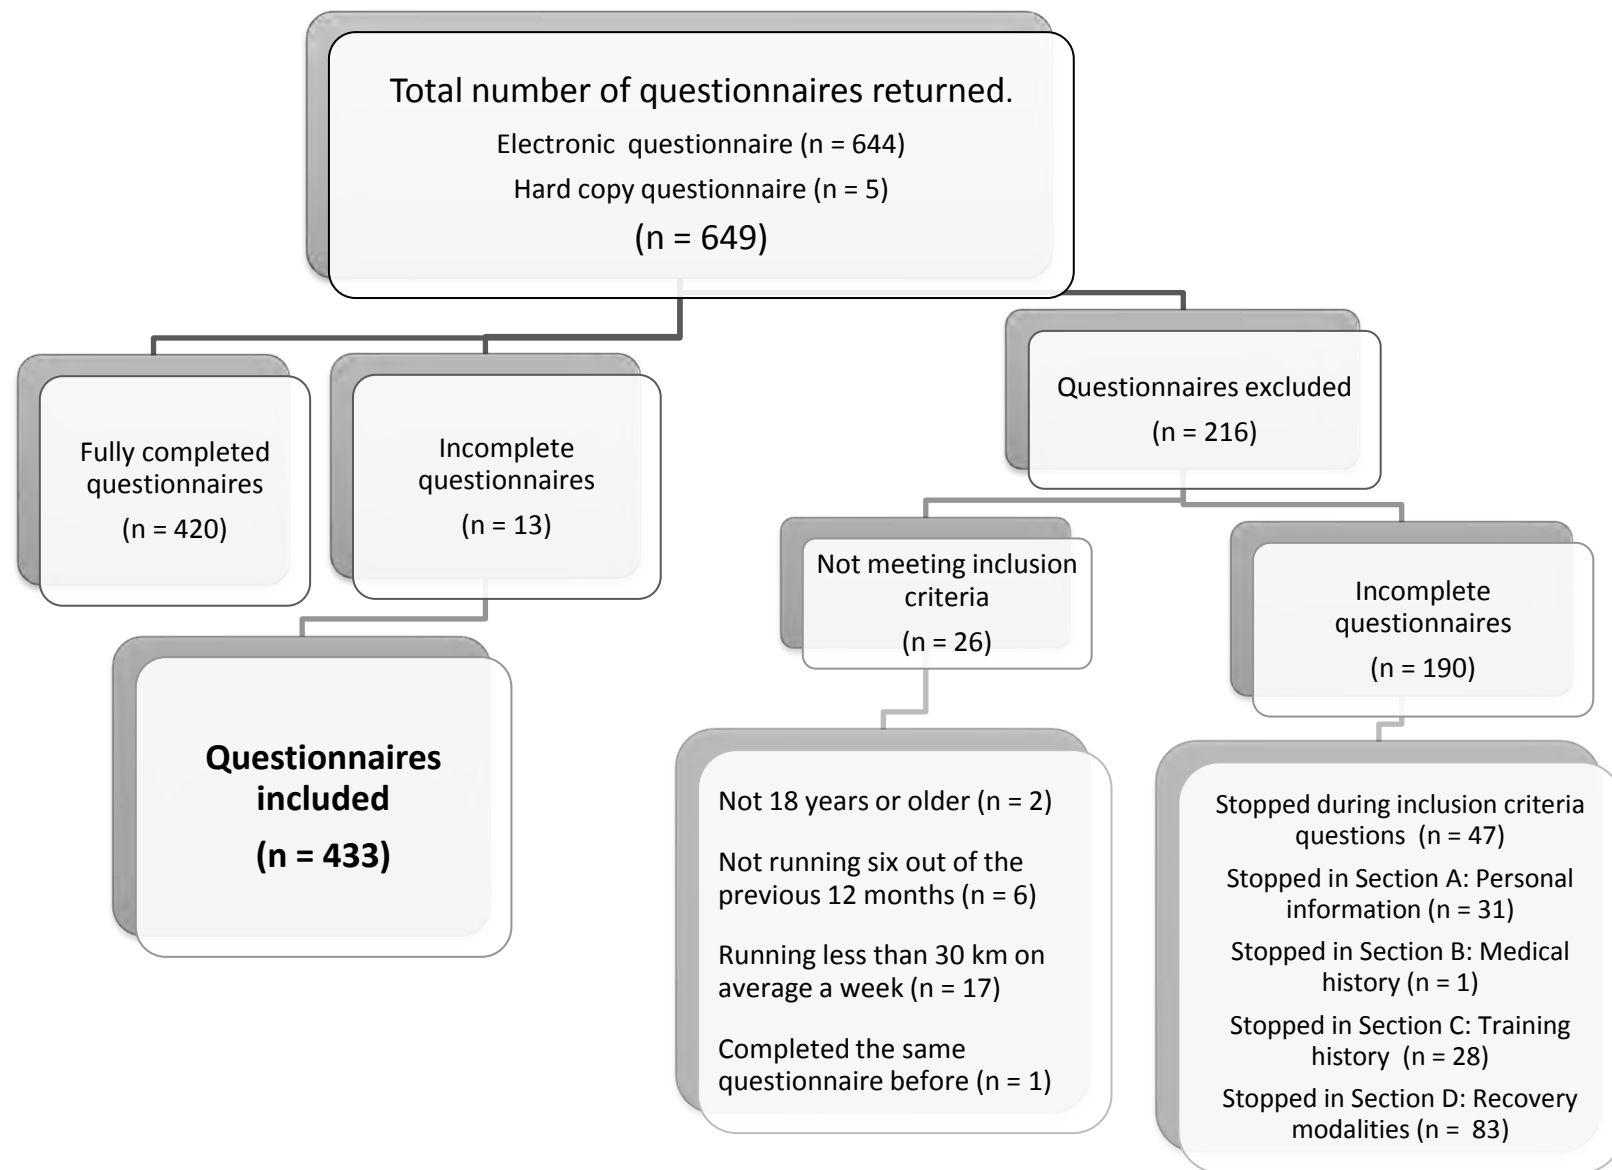 Total number of questionnaires returned.
Electronic  questionnaire (n = 644)
Hard copy questionnaire (n = 5)
(n = 649)
Fully completed
questionnaires
(n = 420)
Incomplete
questionnaires
(n = 13)
Questionnaires
included
(n = 433)
Questionnaires excluded
(n = 216)
Not meeting inclusion
criteria
(n = 26)
Incomplete
questionnaires
(n = 190)
Not 18 years or older (n = 2)
Not running six out of the
previous 12 months (n = 6)
Running less than 30 km on
average a week (n = 17)
Completed the same
questionnaire before (n = 1)
Stopped during inclusion criteria
questions  (n = 47)
Stopped in Section A: Personal
information (n = 31)
Stopped in Section B: Medical
history (n = 1)
Stopped in Section C: Training
history  (n = 28)
Stopped in Section D: Recovery
modalities (n =  83)